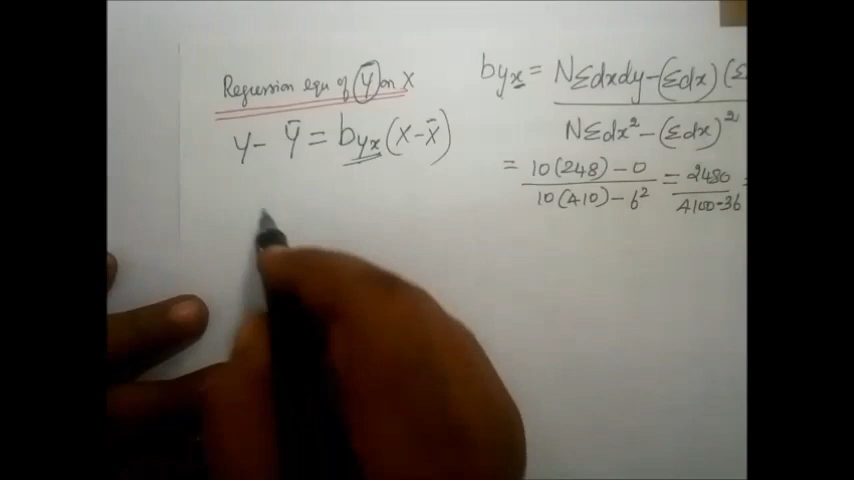 Regression equ of Y on X
Y - Ȳ = byx (X - X̄)
byx = NΣdxdy - (Σdx)(Σ
NΣdx² - (Σdx)²
= 10(248) - 0 = 2480 =
10(410) - 6² 4100-36